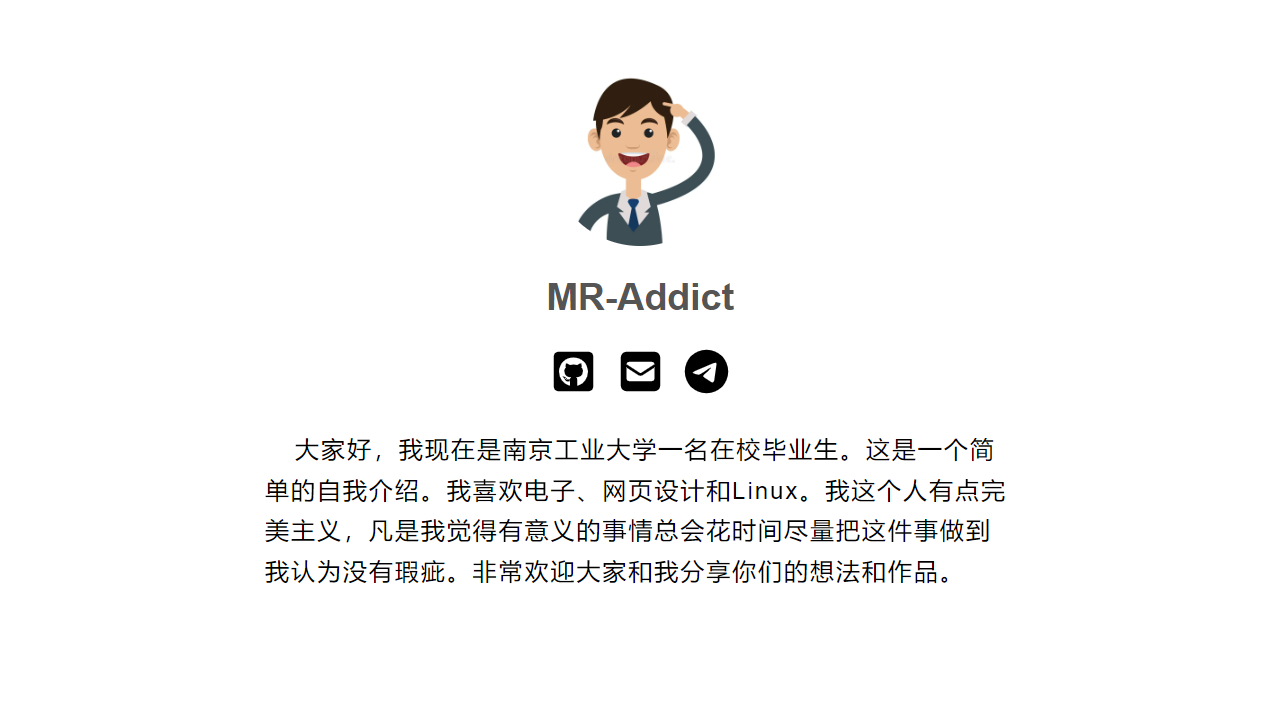 MR-Addict
大家好，我现在是南京工业大学一名在校毕业生。这是一个简
单的自我介绍。我喜欢电子、网页设计和Linux。我这个人有点完
美主义，凡是我觉得有意义的事情总会花时间尽量把这件事做到
我认为没有瑕疵。非常欢迎大家和我分享你们的想法和作品。